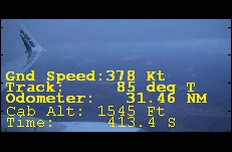 Gnd Speed:378 Kt
Track: 85 deg T
Odometer: 31.46 NM
Cab Alt: 1545 Ft
Time: 413.4 S